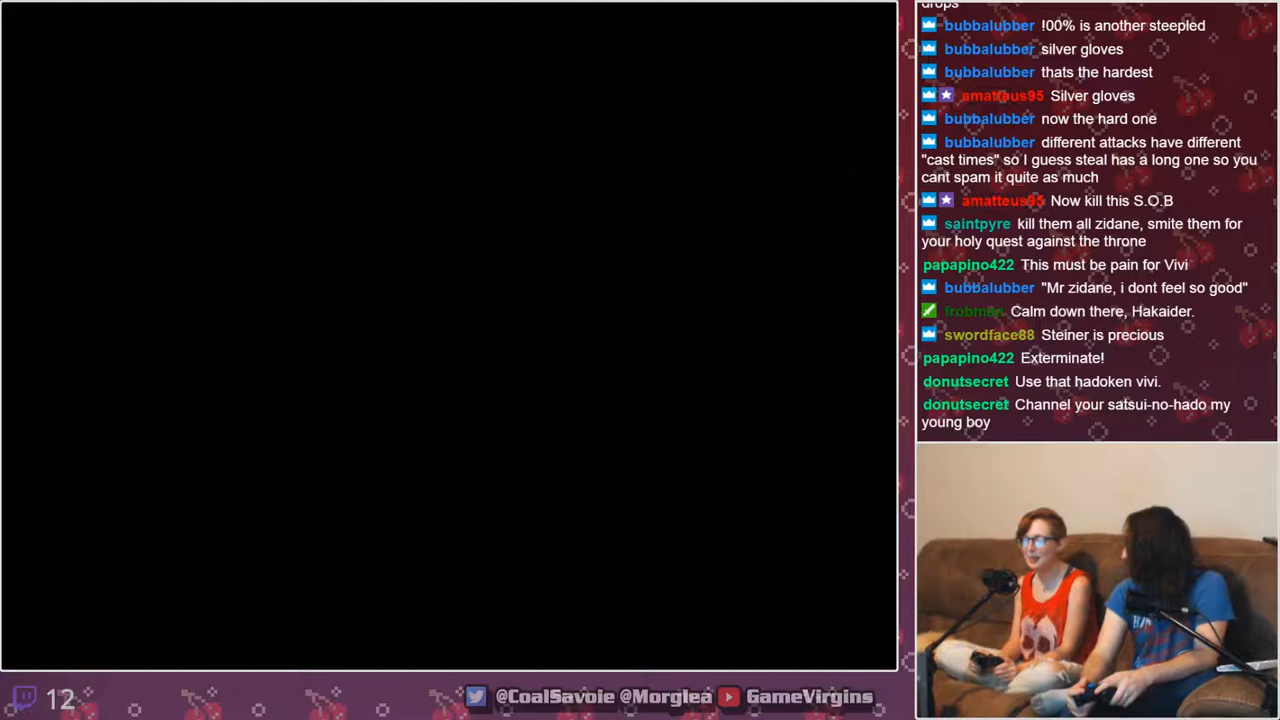 drops
bubbalubber !00% is another steepled
bubbalubber silver gloves
bubbalubber thats the hardest
amatteus95 Silver gloves
bubbalubber now the hard one
bubbalubber different attacks have different
"cast times" so I guess steal has a long one so you
cant spam it quite as much
amatteus95 Now kill this S.O.B
saintpyre kill them all zidane, smite them for
your holy quest against the throne
papapino422 This must be pain for Vivi
bubbalubber "Mr zidane, i dont feel so good"
frobman Calm down there, Hakaider.
swordface88 Steiner is precious
papapino422 Exterminate!
donutsecret Use that hadoken vivi.
donutsecret Channel your satsui-no-hado my
young boy
12
@CoalSavoie @Morglea GameVirgins